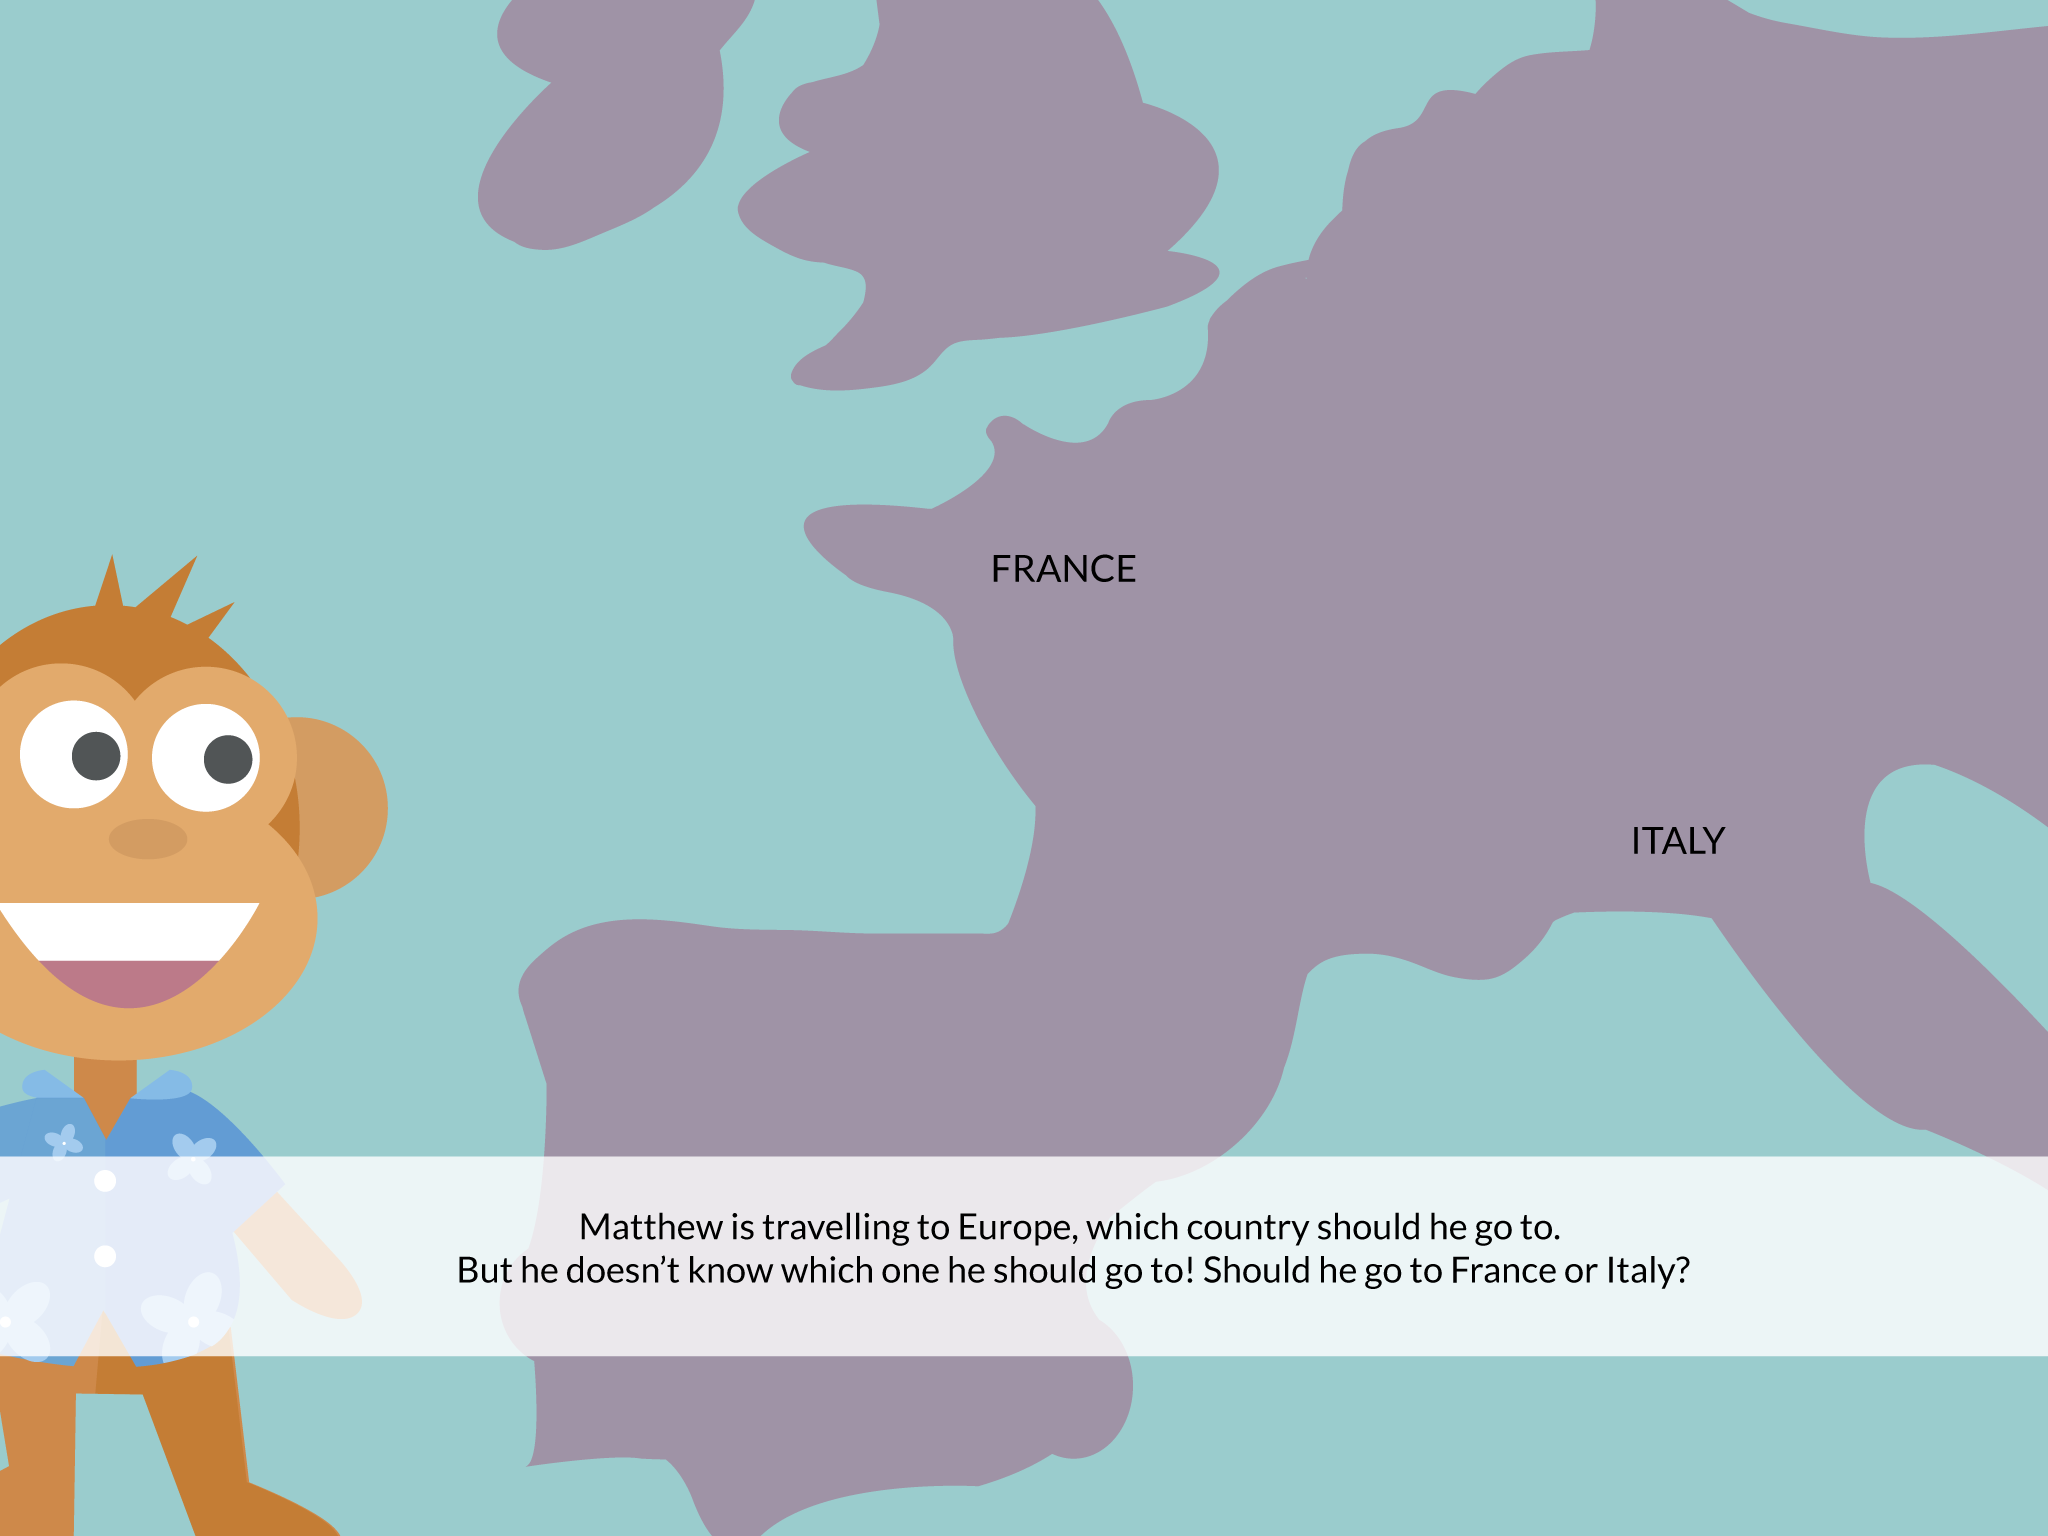 FRANCE
ITALY
Matthew is travelling to Europe, which country should he go to.
But he doesn’t know which one he should go to! Should he go to France or Italy?